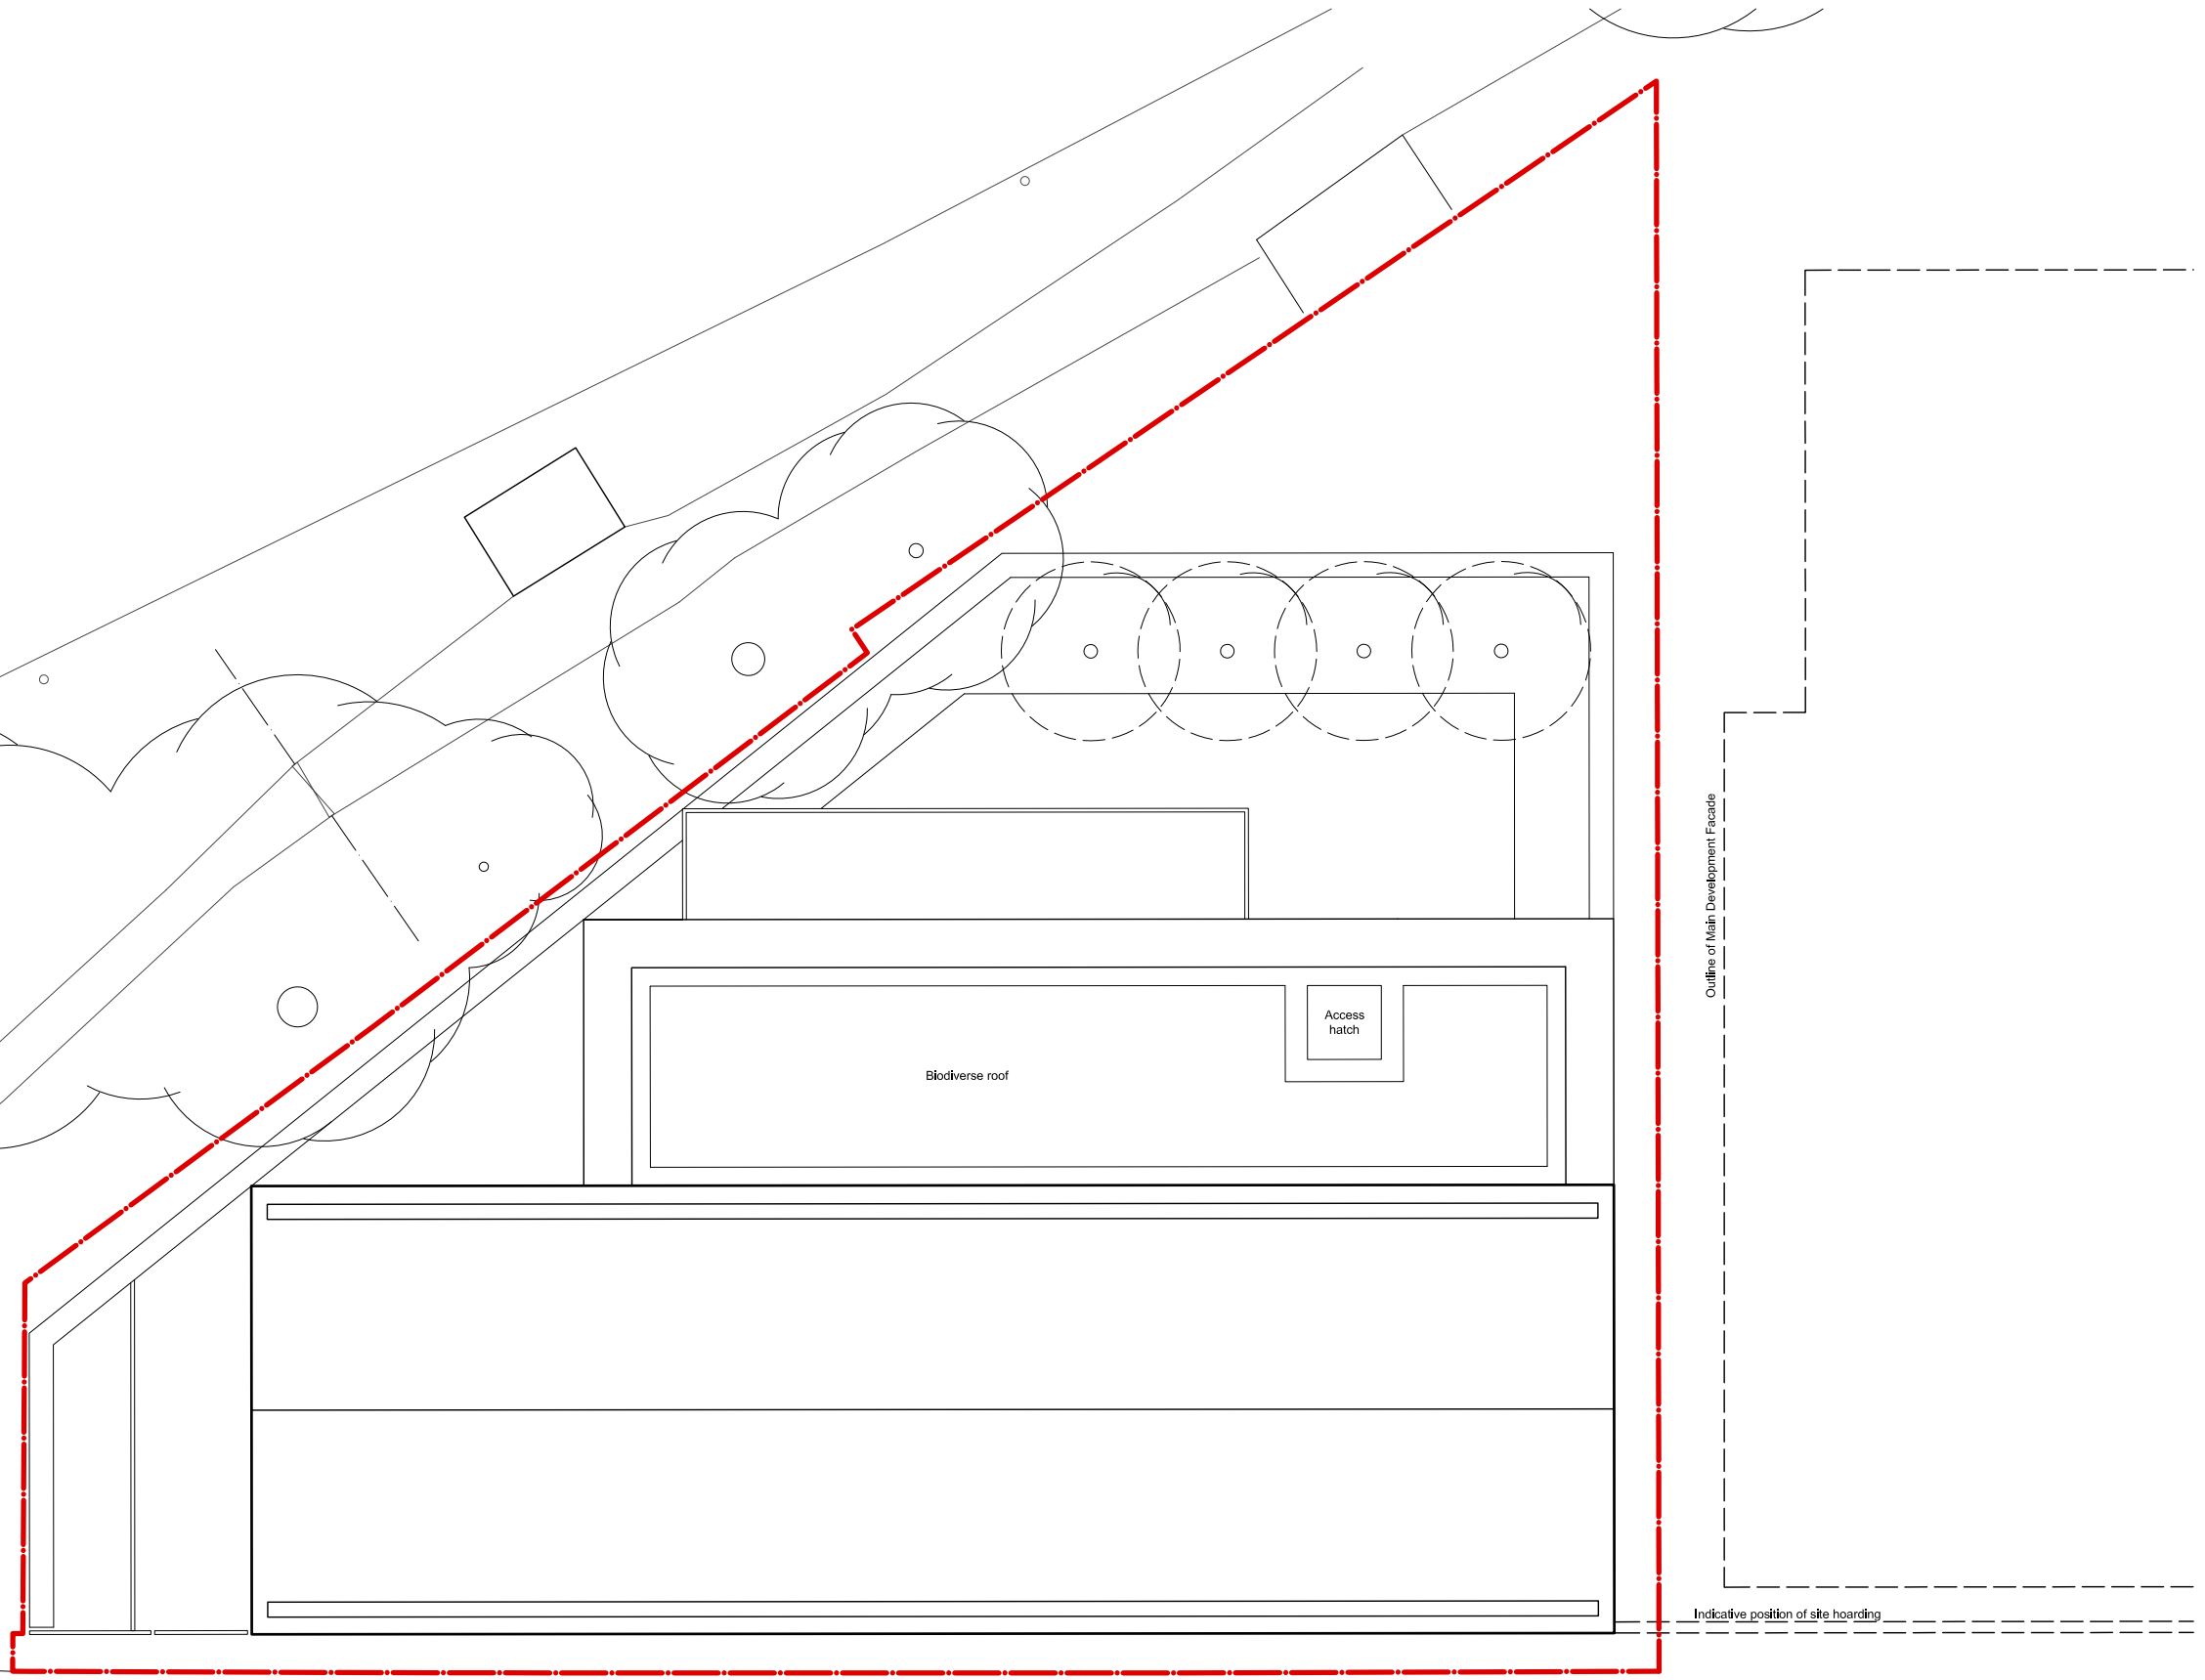 Outline of Main Development Facade
Access
hatch
Biodiverse roof
Indicative position of site hoarding